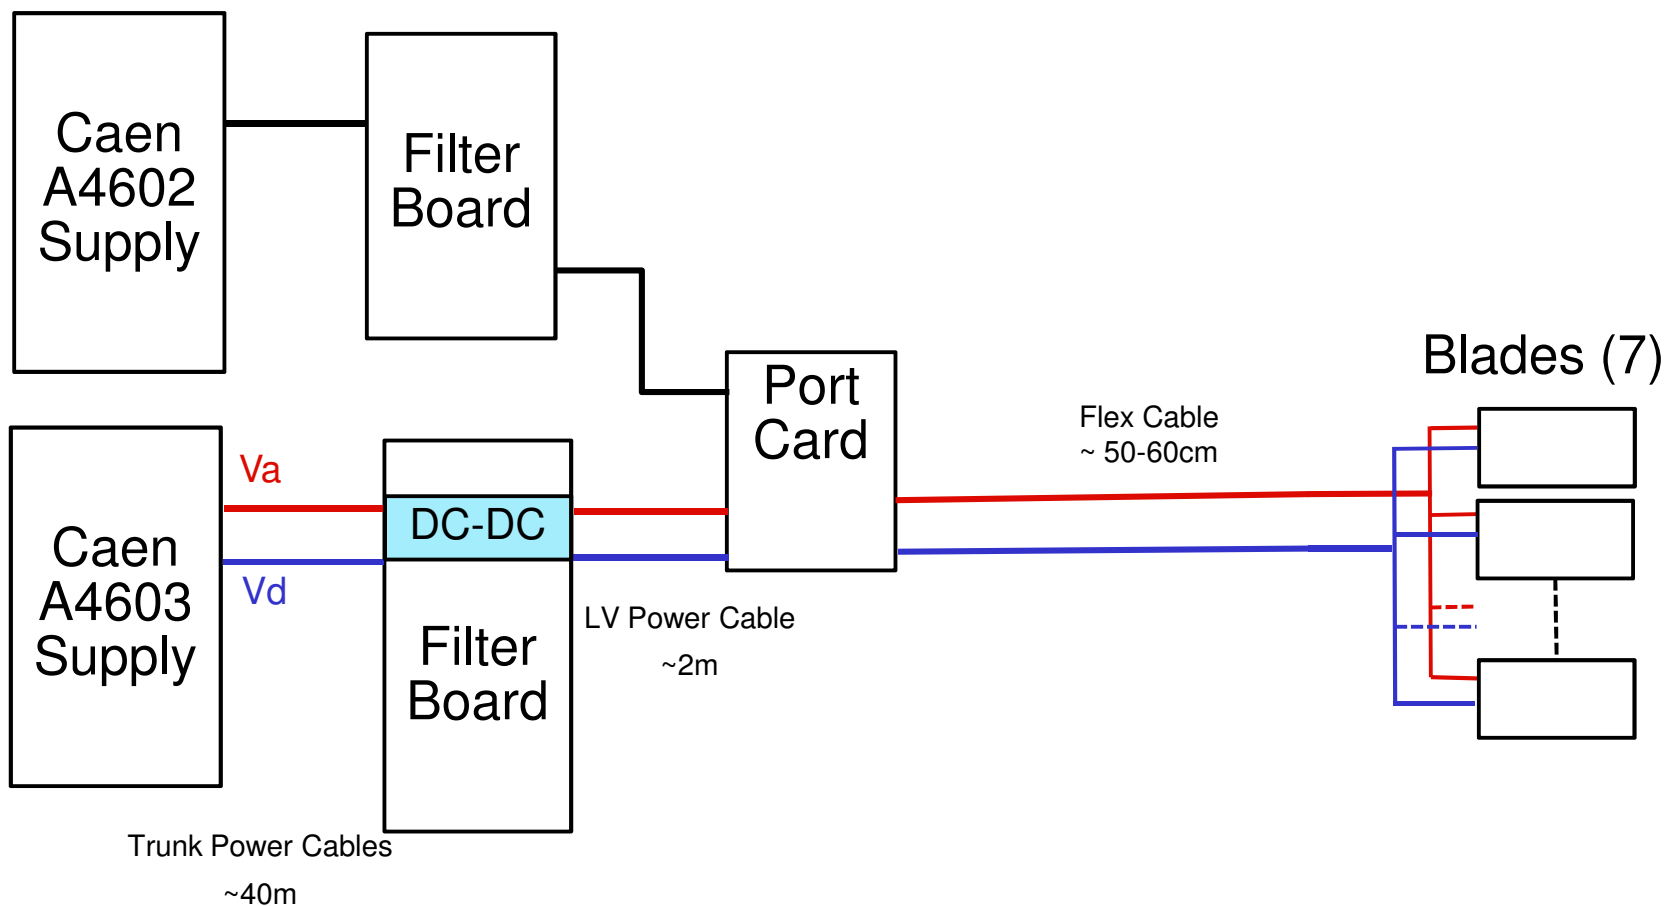 Caen
A4602
Supply
Filter
Board
Port
Card
Blades (7)
Flex Cable
~ 50-60cm
Caen
A4603
Supply
Va
Vd
DC-DC
Filter
Board
LV Power Cable
~2m
Trunk Power Cables
~40m